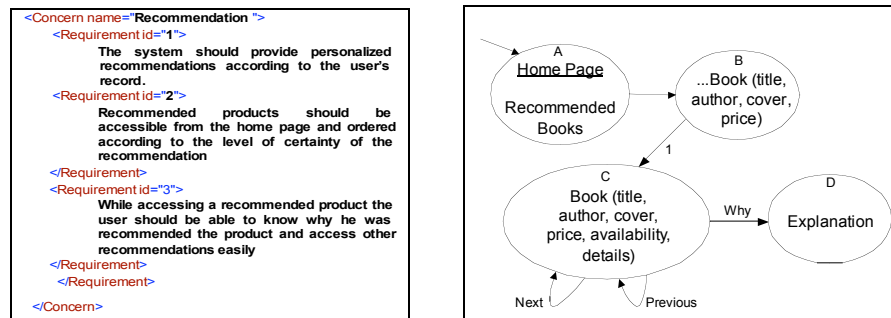 <Concern name="Recommendation ">
<Requirement id="1">
The system should provide personalized
recommendations according to the user's
record.
<Requirement id="2">
Recommended products should be
accessible from the home page and ordered
according to the level of certainty of the
recommendation
</Requirement>
<Requirement id="3">
While accessing a recommended product the
user should be able to know why he was
recommended the product and access other
recommendations easily
</Requirement>
</Requirement>
</Concern>
A
Home Page
Recommended
Books
B
...Book (title,
author, cover,
price)
1
C
Book (title,
author, cover,
price, availability,
details)
Why
D
Explanation
Next
Previous